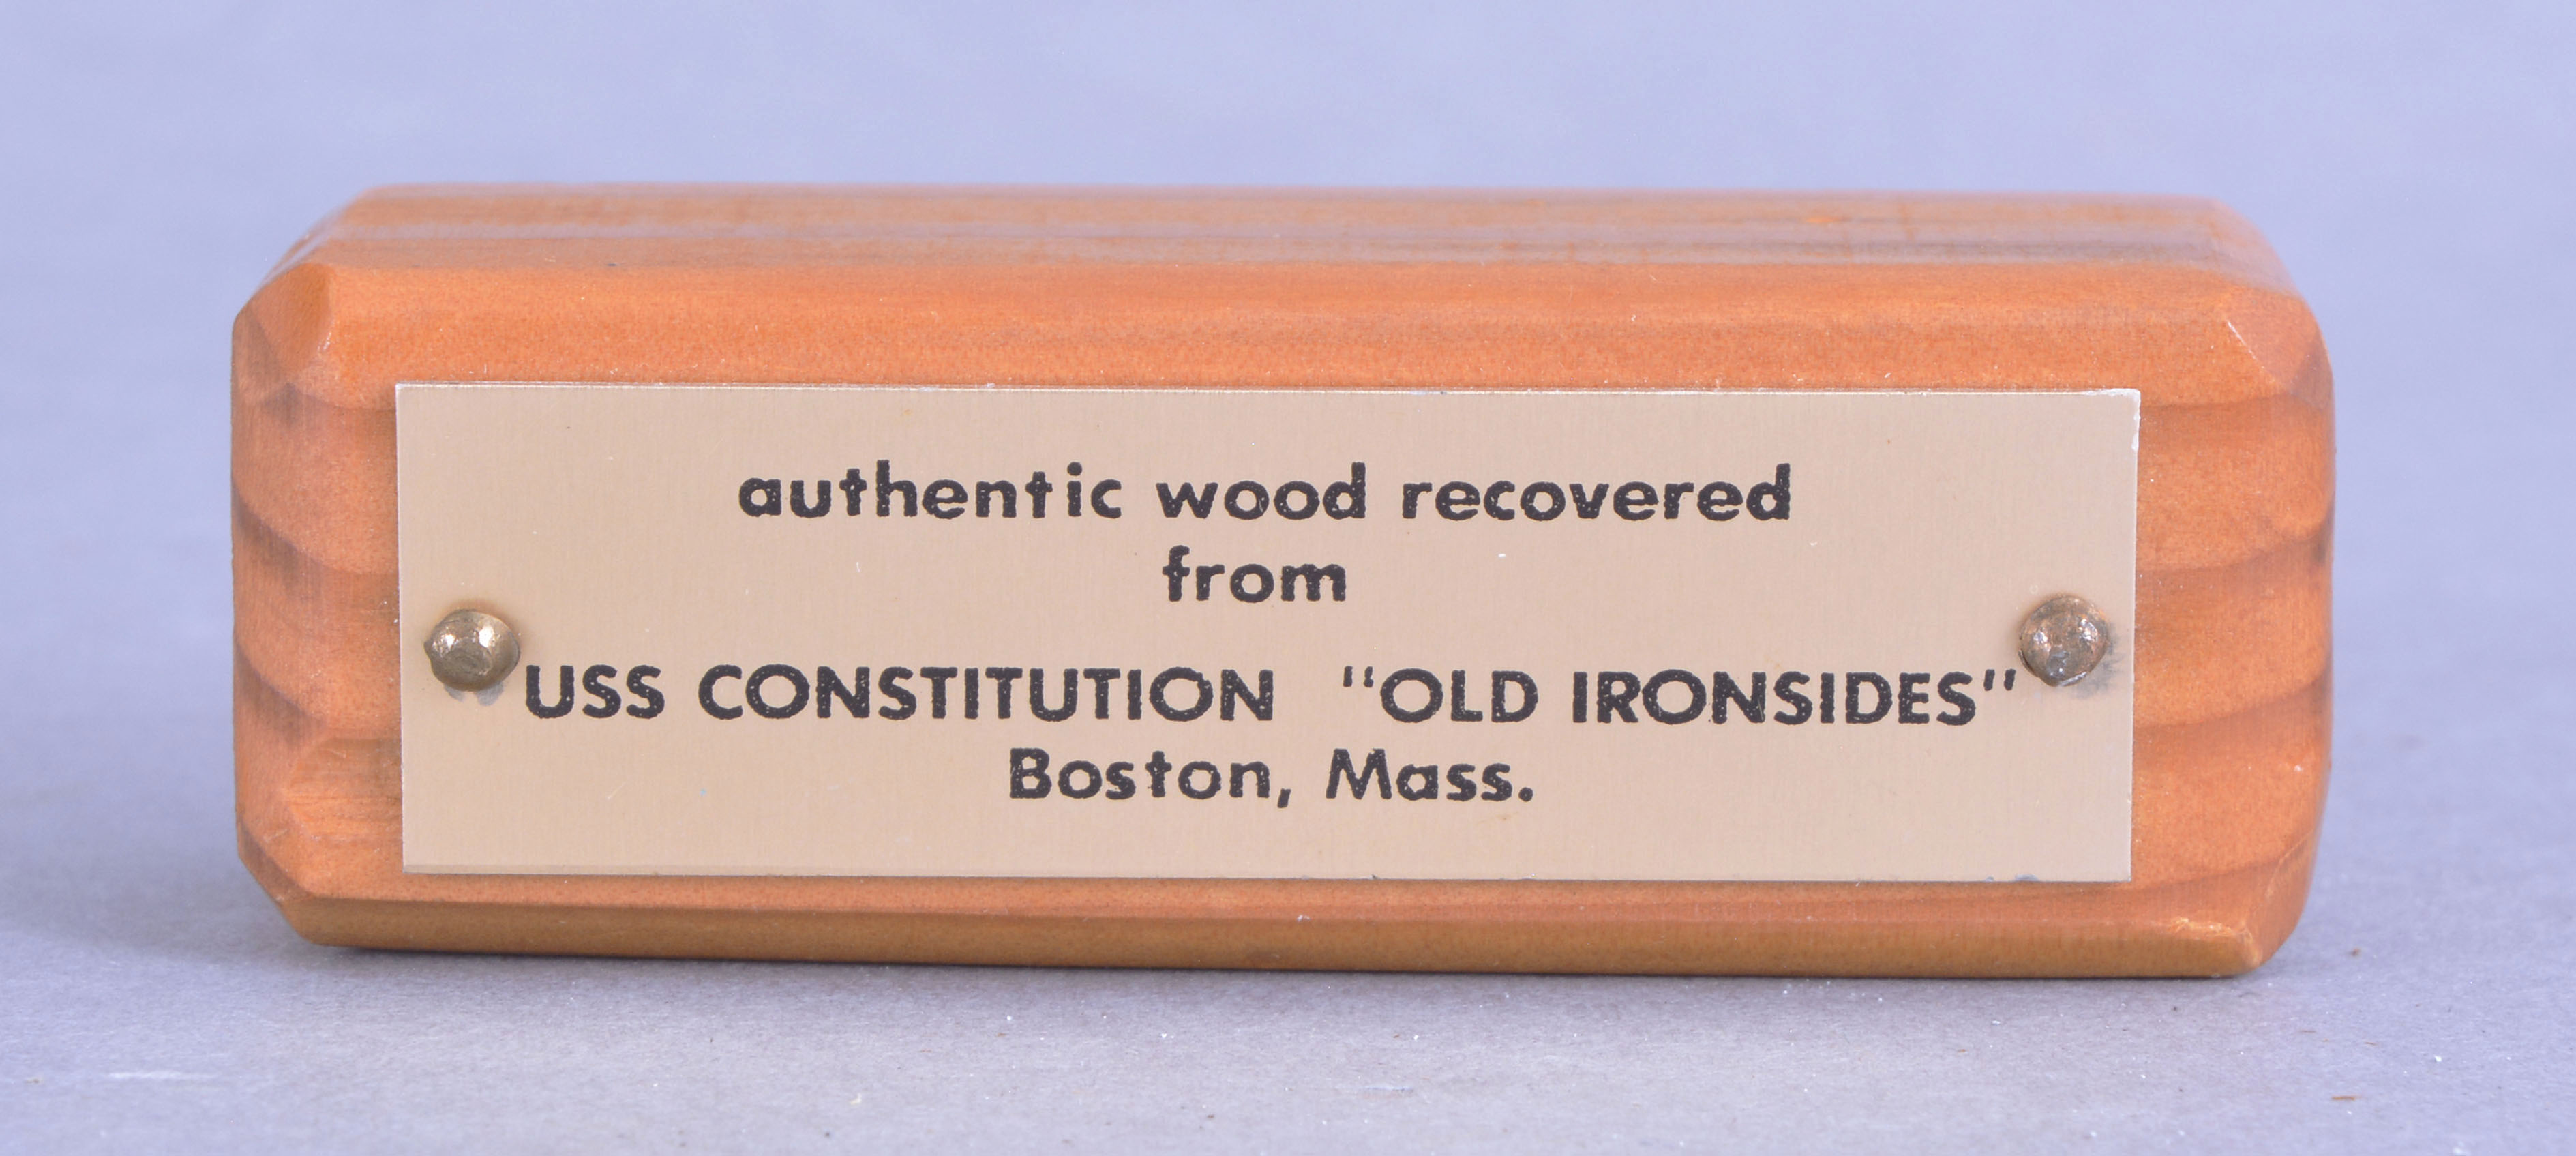 authentic wood recovered
from
USS CONSTITUTION "OLD IRONSIDES"
Boston, Mass.